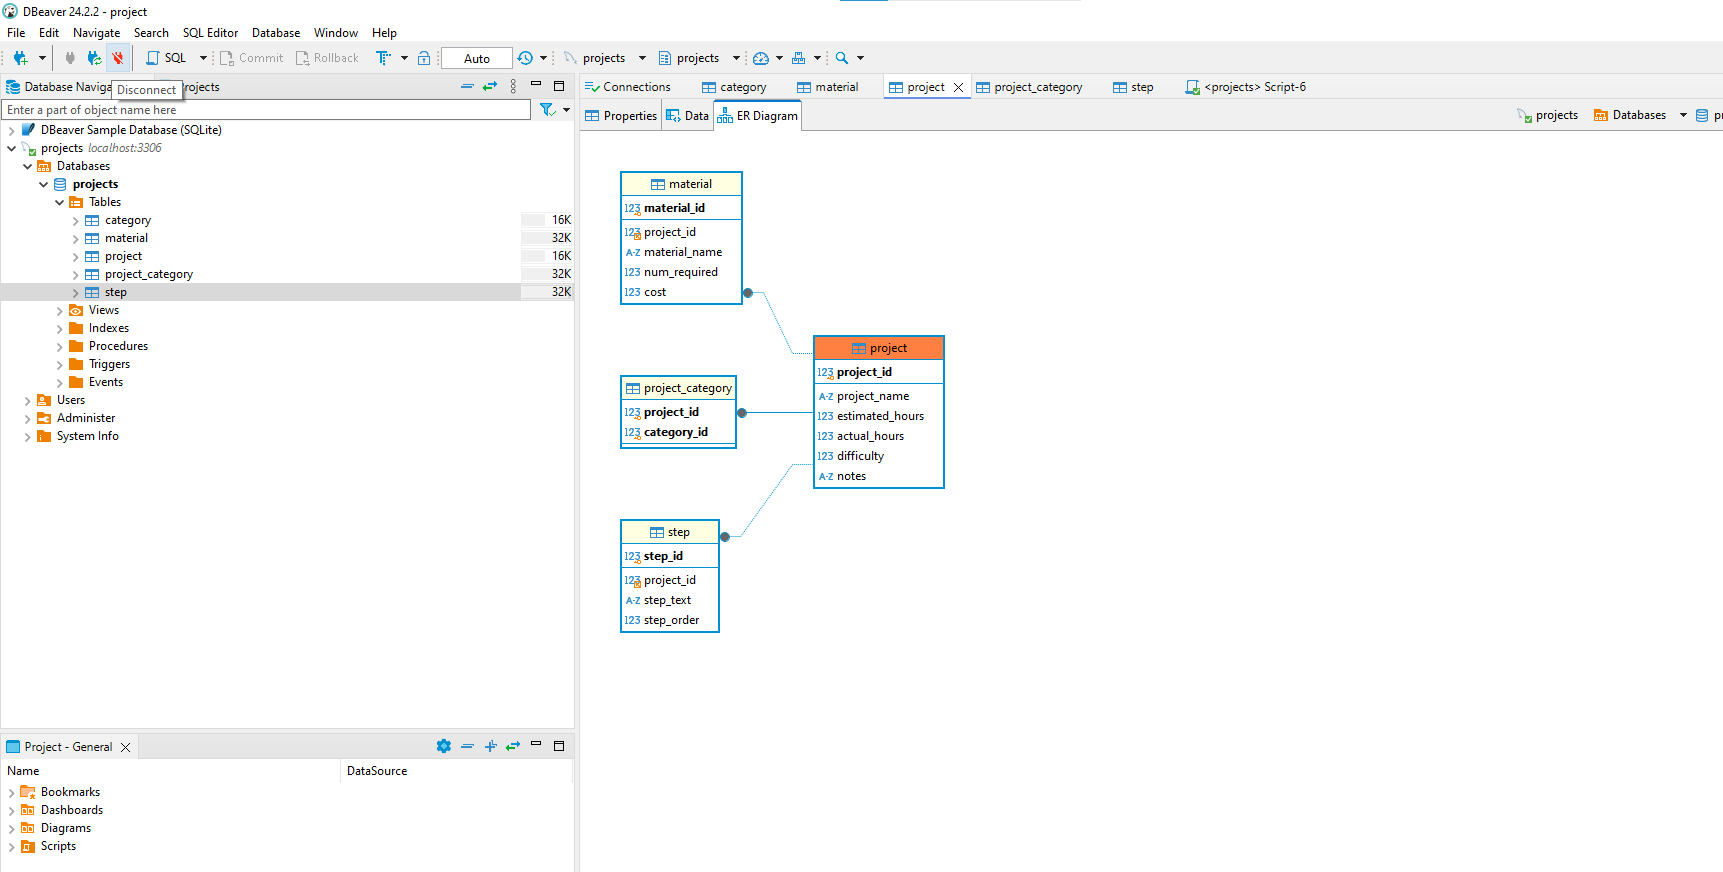 DBeaver 24.2.2 - project
File Edit Navigate Search SQL Editor Database Window Help
SQL Commit Rollback Auto projects projects
Database Naviga Disconnect rojects
Enter a part of object name here
DBeaver Sample Database (SQLite)
projects localhost:3306
Databases
projects
Tables
category 16K
material 32K
project 16K
project_category 32K
step 32K
Views
Indexes
Procedures
Triggers
Events
Users
Administer
System Info
Project - General
Name DataSource
Bookmarks
Dashboards
Diagrams
Scripts
Connections category material project project_category step <projects> Script-6
Properties Data ER Diagram projects Databases pr
material
123 material_id
123 project_id
A-Z material_name
123 num_required
123 cost
project_category
123 project_id
123 category_id
step
123 step_id
123 project_id
A-Z step_text
123 step_order
project
123 project_id
A-Z project_name
123 estimated_hours
123 actual_hours
123 difficulty
A-Z notes